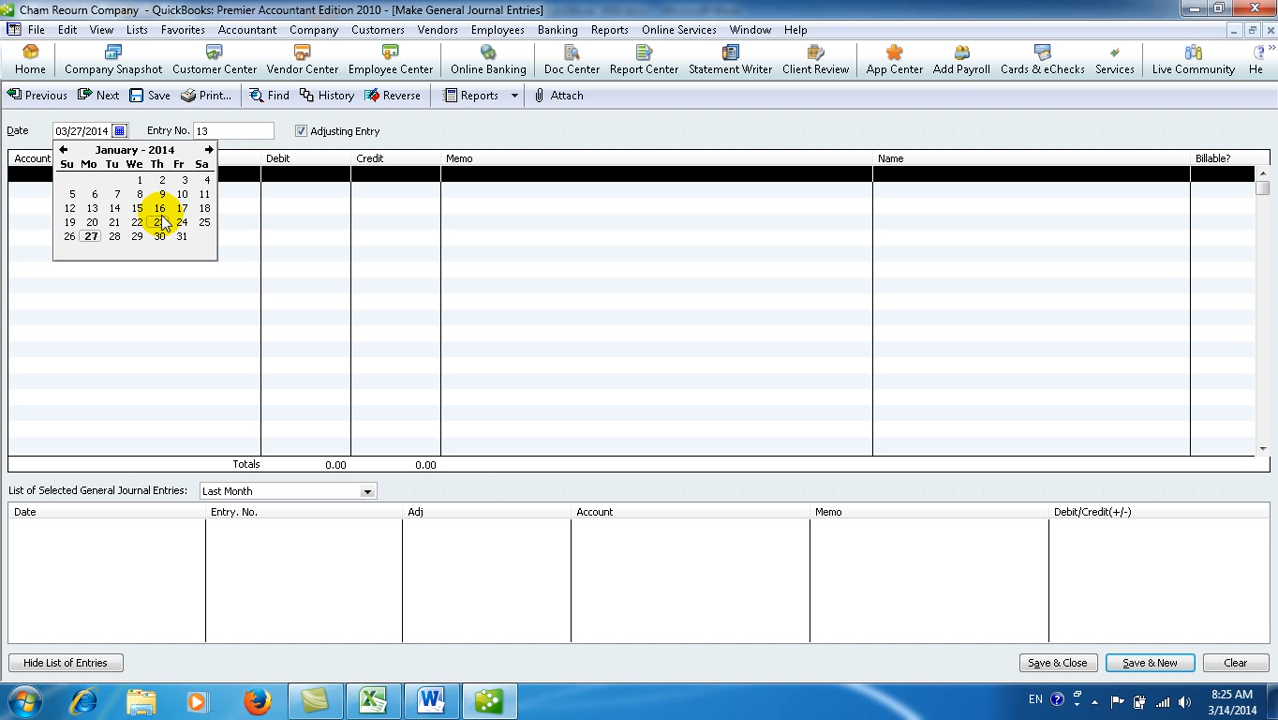 Cham Reourn Company - QuickBooks: Premier Accountant Edition 2010 - [Make General Journal Entries]
File Edit View Lists Favorites Accountant Company Customers Vendors Employees Reports Online Services Window Help
Home Company Snapshot Customer Center Vendor Center Employee Center Online Banking Doc Center Report Center Statement Writer Client Review App Center Add Payroll Cards & eChecks Services Live Community He
Previous Next Save Print... Find History Reverse Reports Attach
Date 03/27/2014 Entry No. 13 Adjusting Entry
January - 2014
Su Mo Tu We Th Fr Sa
1 2 3 4
5 6 7 8 9 10 11
12 13 14 15 16 17 18
19 20 21 22 23 24 25
26 27 28 29 30 31
Account Debit Credit Memo Name Billable?
Totals 0.00 0.00
List of Selected General Journal Entries: Last Month
Date Entry. No. Adj Account Memo Debit/Credit(+/-)
Hide List of Entries Save & Close Save & New Clear
EN 8:25 AM
3/14/2014